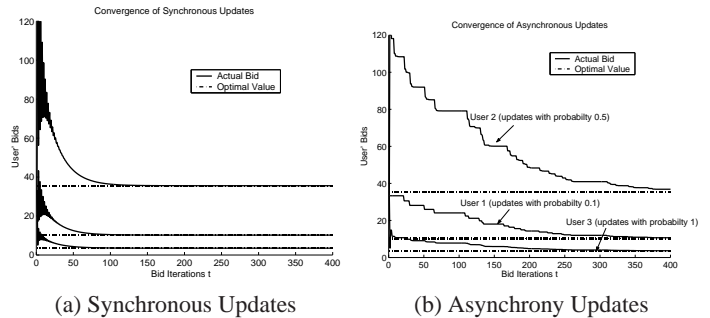 Convergence of Synchronous Updates
120
100
80
60
40
20
0
User' Bids
Actual Bid
Optimal Value
0 50 100 150 200 250 300 350 400
Bid Iterations t
(a) Synchronous Updates
Convergence of Asynchronous Updates
120
100
80
60
40
20
0
User' Bids
Actual Bid
Optimal Value
User 2 (updates with probabilty 0.5)
User 1 (updates with probabilty 0.1)
User 3 (updates with probability 1)
0 50 100 150 200 250 300 350 400
Bid Iterations t
(b) Asynchrony Updates